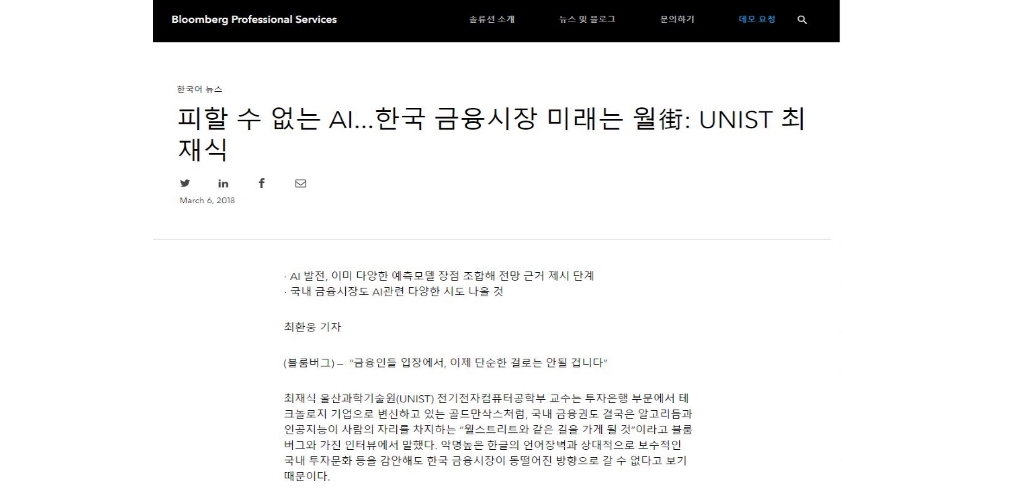 Bloomberg Professional Services 솔루션 소개 뉴스 및 블로그 문의하기 데모 요청
한국어 뉴스
피할 수 없는 AI...한국 금융시장 미래는 월街: UNIST 최
재식
March 6, 2018
· AI 발전, 이미 다양한 예측모델 장점 조합해 전망 근거 제시 단계
· 국내 금융시장도 AI관련 다양한 시도 나올 것
최환웅 기자
(블룸버그) – "금융인들 입장에서, 이제 단순한 걸로는 안될 겁니다"
최재식 울산과학기술원(UNIST) 전기전자컴퓨터공학부 교수는 투자은행 부문에서 테
크놀로지 기업으로 변신하고 있는 골드만삭스처럼, 국내 금융권도 결국은 알고리듬과
인공지능이 사람의 자리를 차지하는 "월스트리트와 같은 길을 가게 될 것"이라고 블룸
버그와 가진 인터뷰에서 말했다. 악명높은 한글의 언어장벽과 상대적으로 보수적인
국내 투자문화 등을 감안해도 한국 금융시장이 동떨어진 방향으로 갈 수 없다고 보기
때문이다.